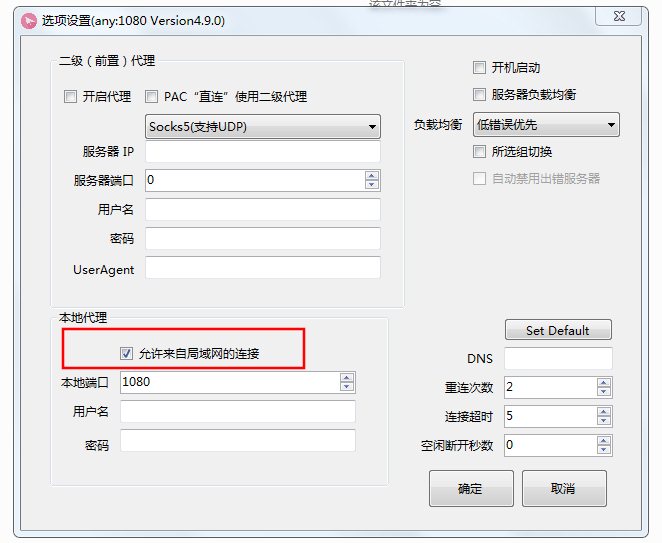 该文件夹为空
选项设置(any:1080 Version4.9.0)
二级（前置）代理
开启代理
PAC“直连”使用二级代理
Socks5(支持UDP)
服务器 IP
服务器端口
0
用户名
密码
UserAgent
开机启动
服务器负载均衡
负载均衡
低错误优先
所选组切换
自动禁用出错服务器
本地代理
允许来自局域网的连接
本地端口
1080
用户名
密码
Set Default
DNS
重连次数
2
连接超时
5
空闲断开秒数
0
确定
取消